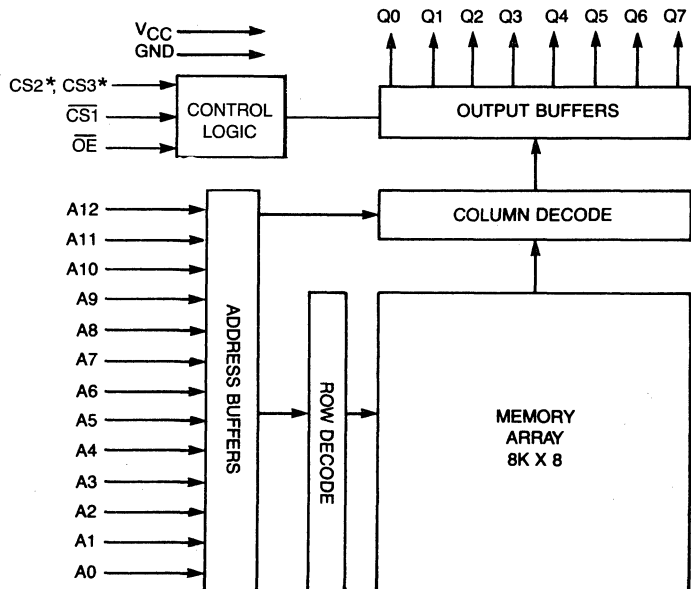 VCC
GND
Q0 Q1 Q2 Q3 Q4 Q5 Q6 Q7
CS2*, CS3*
C̅S̅1̅
O̅E̅
CONTROL
LOGIC
OUTPUT BUFFERS
COLUMN DECODE
A12
A11
A10
A9
A8
A7
A6
A5
A4
A3
A2
A1
A0
ADDRESS BUFFERS
ROW DECODE
MEMORY
ARRAY
8K X 8